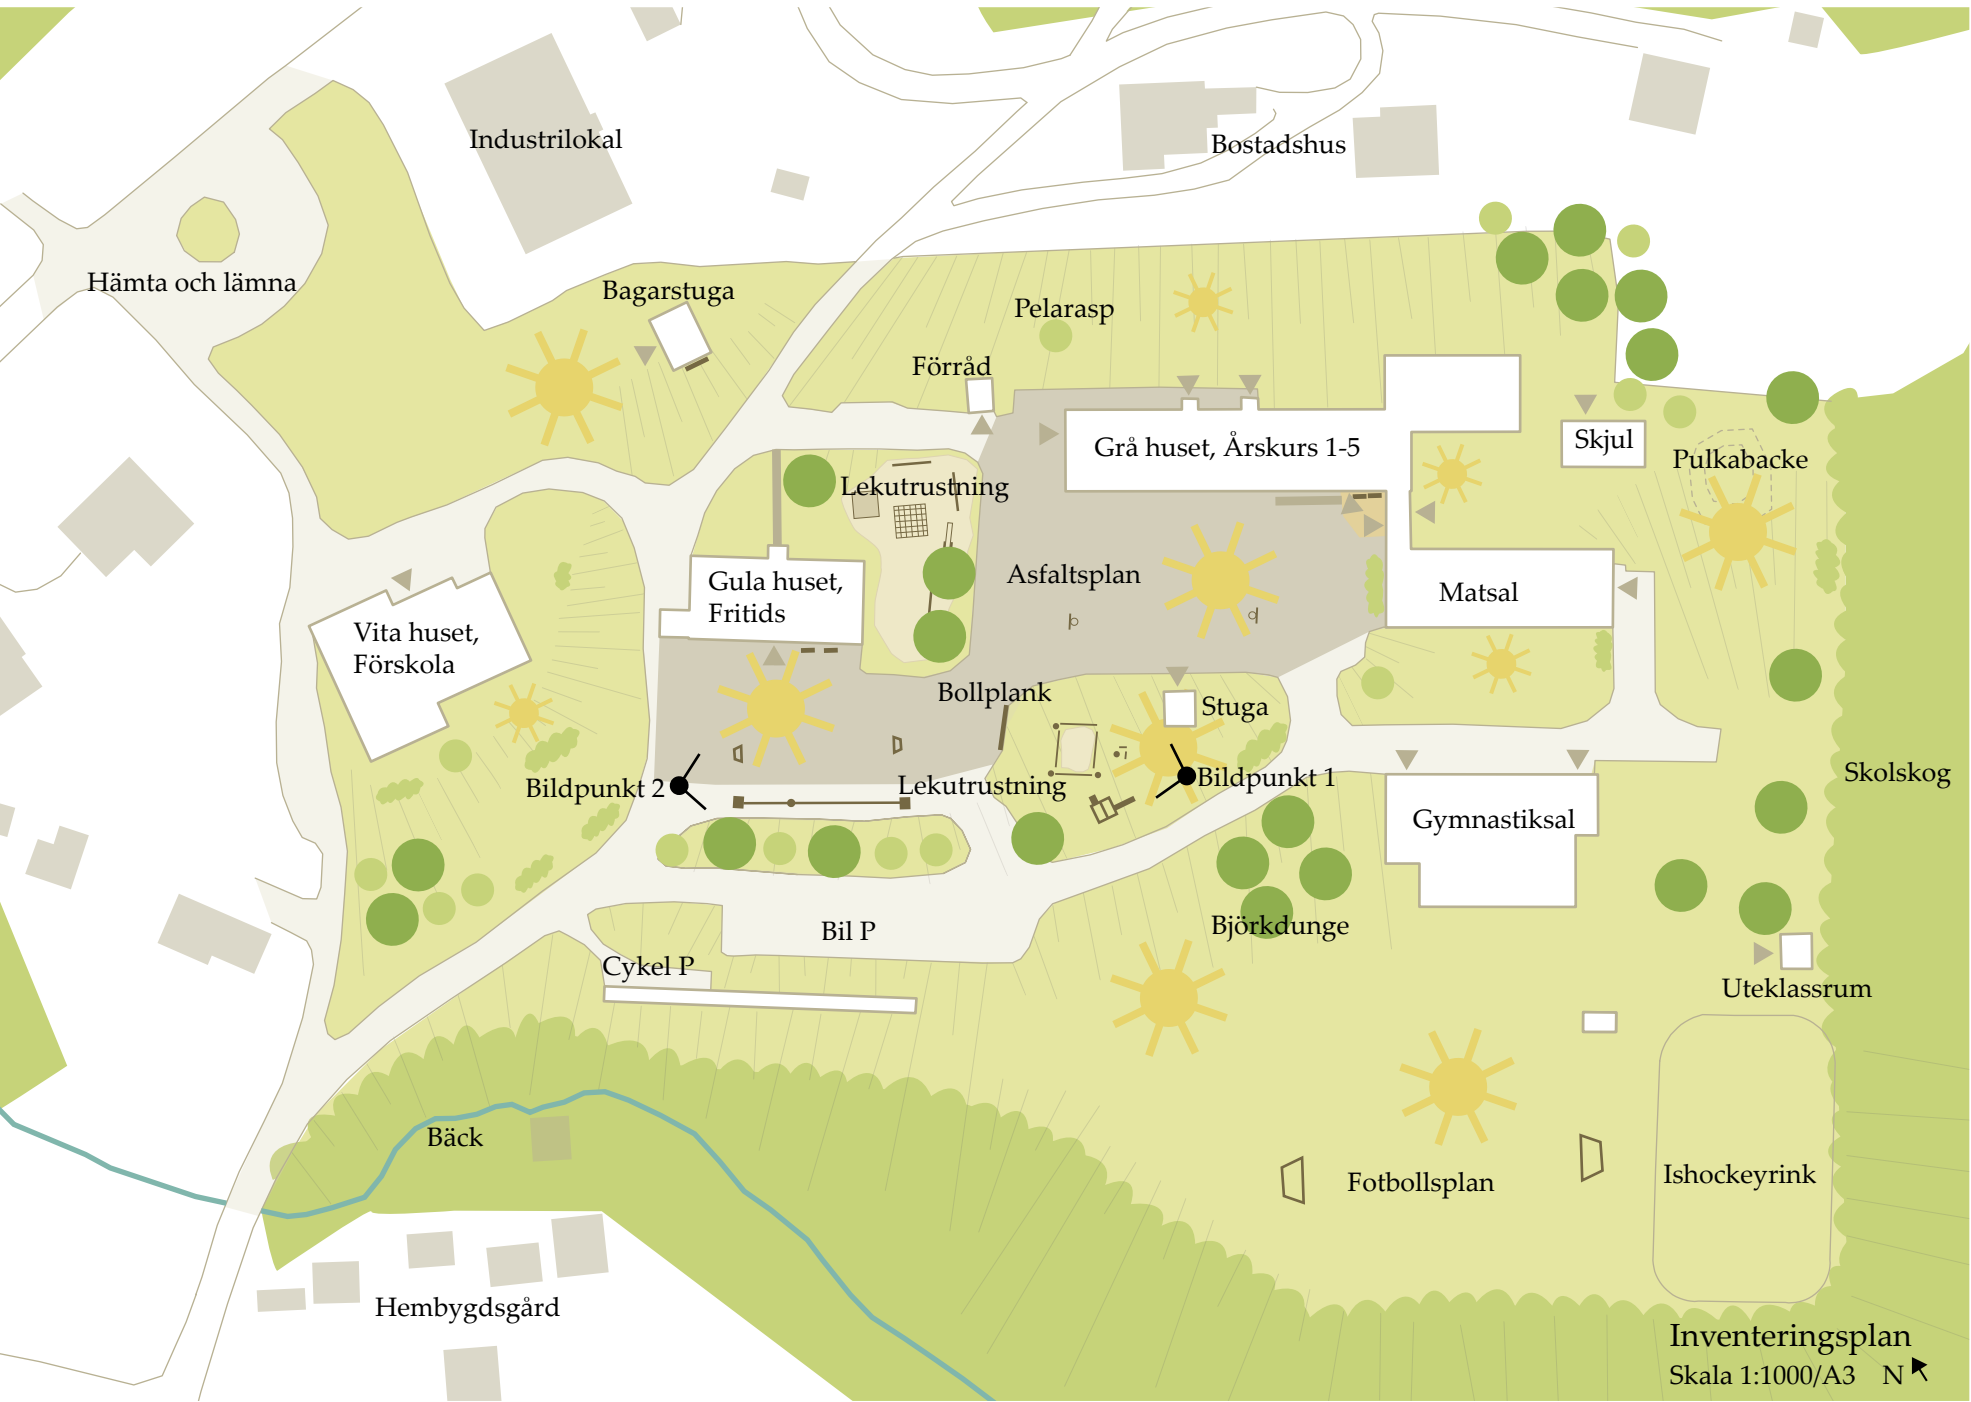 Industrilokal
Bostadshus
Hämta och lämna
Bagarstuga
Pelarasp
Förråd
Grå huset, Årskurs 1-5
Skjul
Pulkabacke
Lekutrustning
Asfaltsplan
Gula huset,
Fritids
Matsal
Vita huset,
Förskola
Bollplank
Stuga
Bildpunkt 2
Lekutrustning
Bildpunkt 1
Skolskog
Gymnastiksal
Bil P
Björkdunge
Cykel P
Uteklassrum
Bäck
Fotbollsplan
Ishockeyrink
Hembygdsgård
Inventeringsplan
Skala 1:1000/A3 N